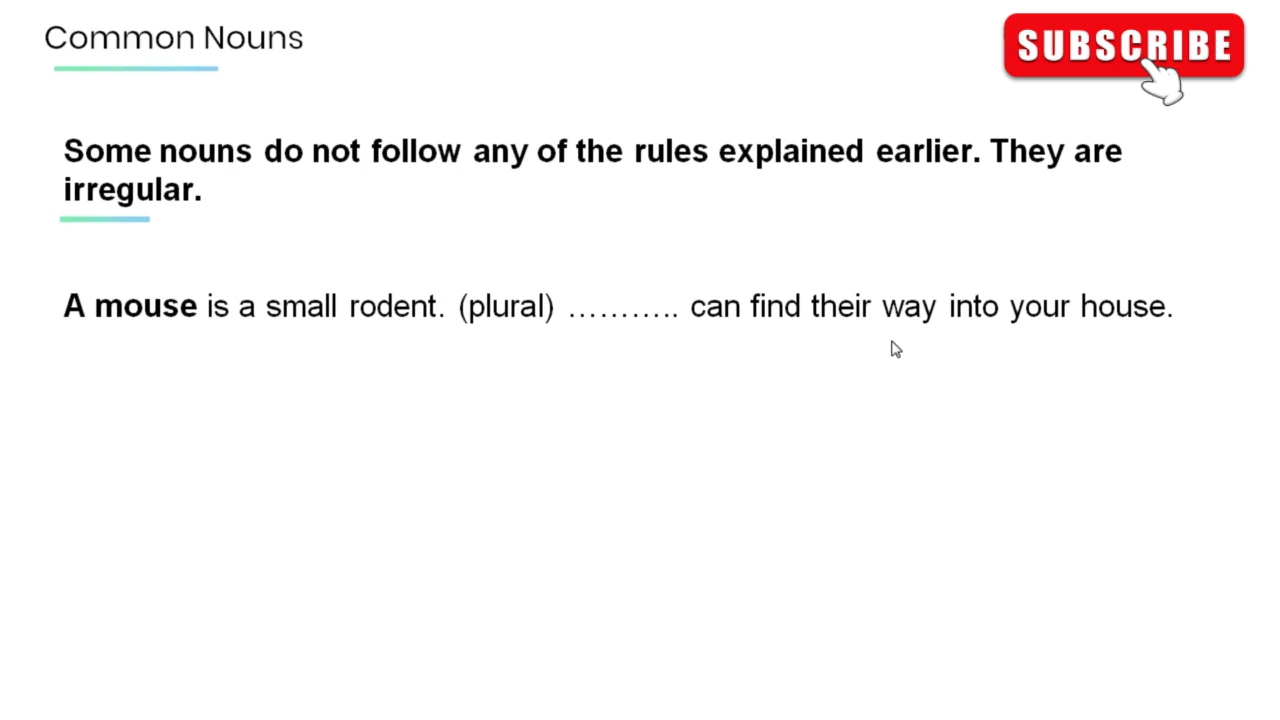 Common Nouns
SUBSCRIBE
Some nouns do not follow any of the rules explained earlier. They are
irregular.
A mouse is a small rodent. (plural) ……….. can find their way into your house.